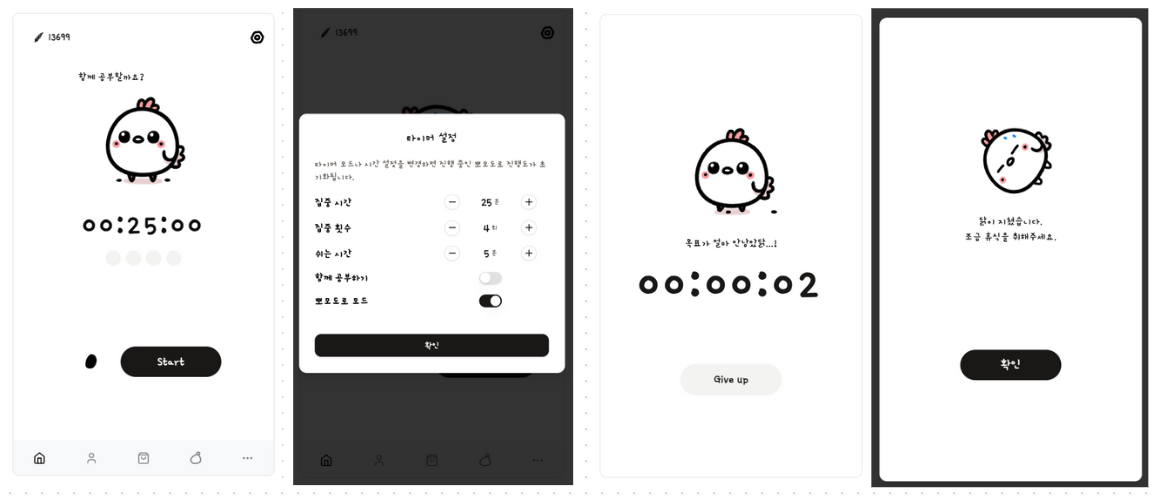 13699
함께 공부할까요?
00:25:00
Start
13699
타이머 설정
타이머 모드나 시간 설정을 변경하면 진행 중인 뽀모도로 진행도가 초
기화됩니다.
집중 시간
25 분
집중 횟수
4 회
쉬는 시간
5 분
함께 공부하기
뽀모도로 모드
확인
목표가 얼마 안남았닭...!
00:00:02
Give up
닭이 지쳤습니다.
조금 휴식을 취해주세요.
확인